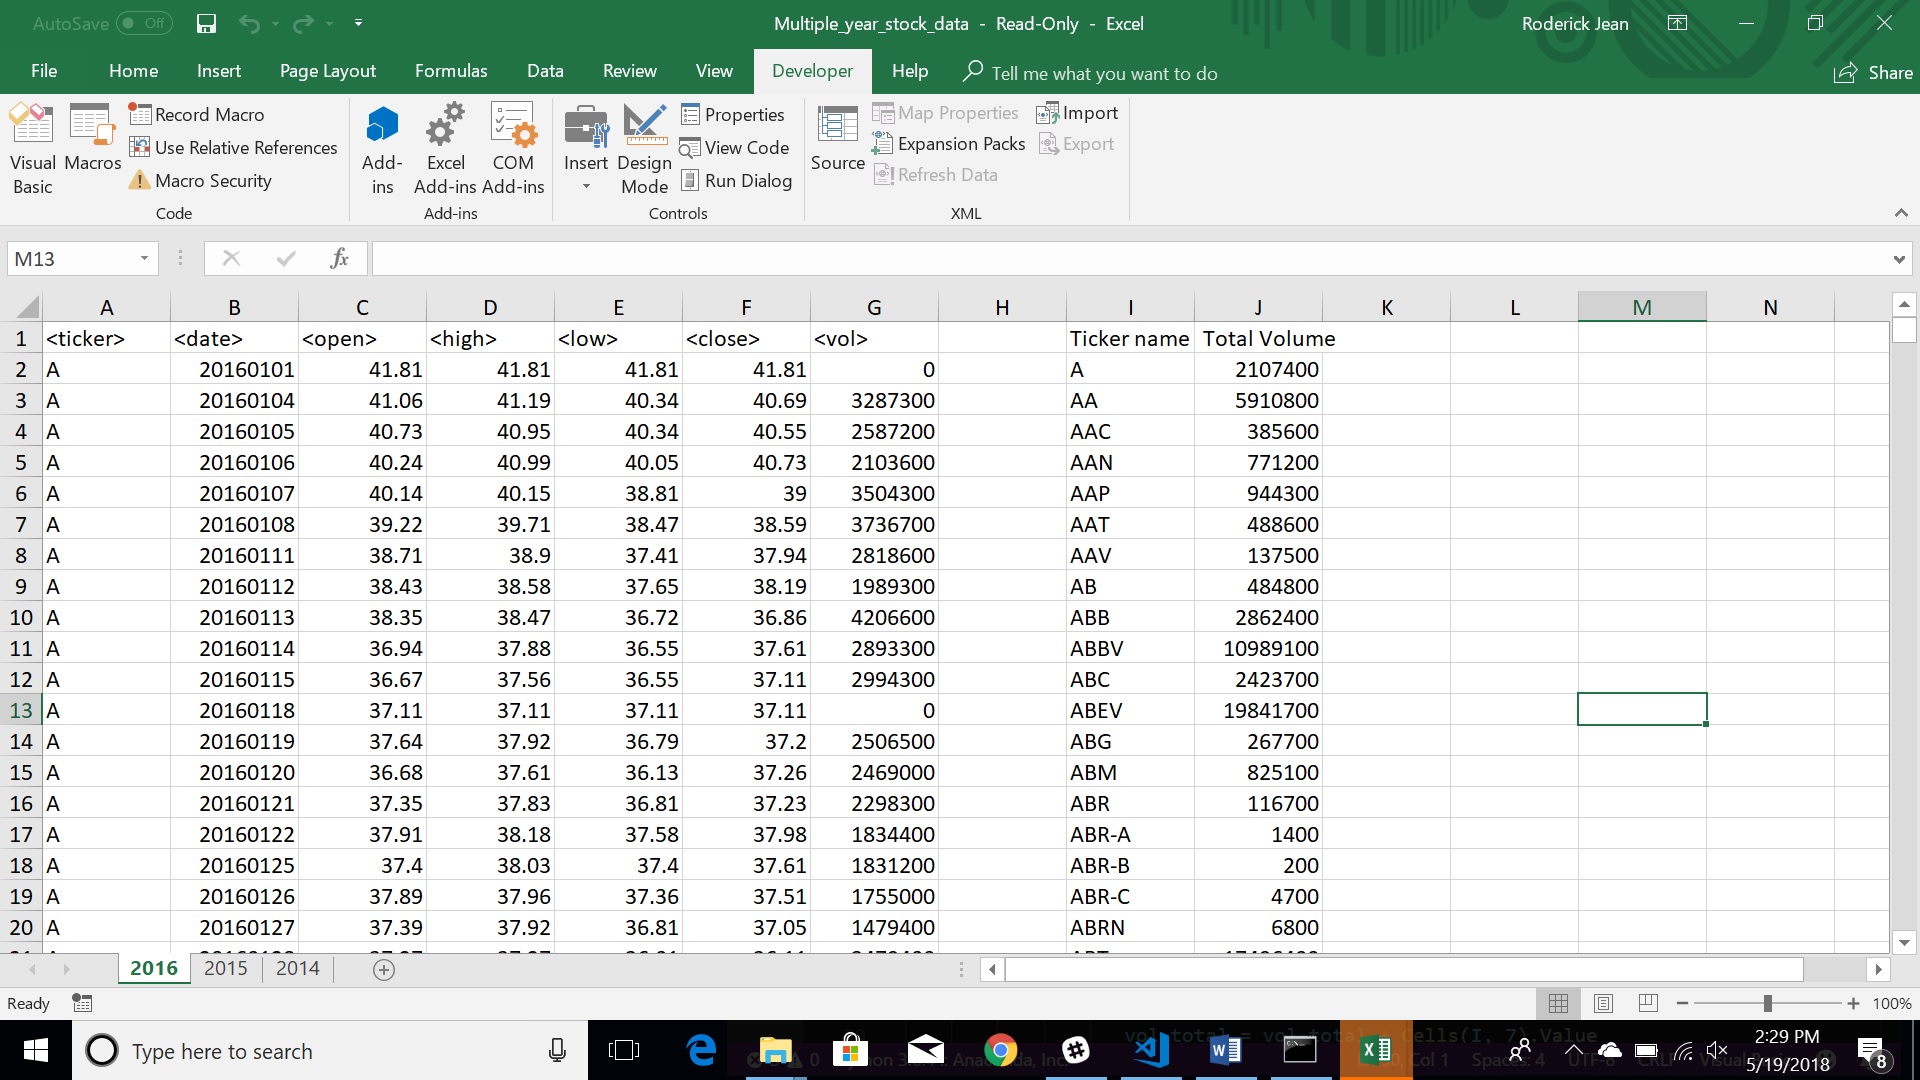 AutoSave Off
Multiple_year_stock_data - Read-Only - Excel
Roderick Jean
File Home Insert Page Layout Formulas Data Review View Developer Help Tell me what you want to do Share
Visual Basic
Macros
Record Macro
Use Relative References
Macro Security
Code
Add-ins
Excel Add-ins
COM Add-ins
Add-ins
Insert
Design Mode
Properties
View Code
Run Dialog
Controls
Source
Map Properties
Expansion Packs
Refresh Data
Import
Export
XML
M13
fx
A B C D E F G H I J K L M N
1 <ticker> <date> <open> <high> <low> <close> <vol> Ticker name Total Volume
2 A 20160101 41.81 41.81 41.81 41.81 0 A 2107400
3 A 20160104 41.06 41.19 40.34 40.69 3287300 AA 5910800
4 A 20160105 40.73 40.95 40.34 40.55 2587200 AAC 385600
5 A 20160106 40.24 40.99 40.05 40.73 2103600 AAN 771200
6 A 20160107 40.14 40.15 38.81 39 3504300 AAP 944300
7 A 20160108 39.22 39.71 38.47 38.59 3736700 AAT 488600
8 A 20160111 38.71 38.9 37.41 37.94 2818600 AAV 137500
9 A 20160112 38.43 38.58 37.65 38.19 1989300 AB 484800
10 A 20160113 38.35 38.47 36.72 36.86 4206600 ABB 2862400
11 A 20160114 36.94 37.88 36.55 37.61 2893300 ABBV 10989100
12 A 20160115 36.67 37.56 36.55 37.11 2994300 ABC 2423700
13 A 20160118 37.11 37.11 37.11 37.11 0 ABEV 19841700
14 A 20160119 37.64 37.92 36.79 37.2 2506500 ABG 267700
15 A 20160120 36.68 37.61 36.13 37.26 2469000 ABM 825100
16 A 20160121 37.35 37.83 36.81 37.23 2298300 ABR 116700
17 A 20160122 37.91 38.18 37.58 37.98 1834400 ABR-A 1400
18 A 20160125 37.4 38.03 37.4 37.61 1831200 ABR-B 200
19 A 20160126 37.89 37.96 37.36 37.51 1755000 ABR-C 4700
20 A 20160127 37.39 37.92 36.81 37.05 1479400 ABRN 6800
2016 2015 2014
Ready
100%
Type here to search
2:29 PM
5/19/2018
8